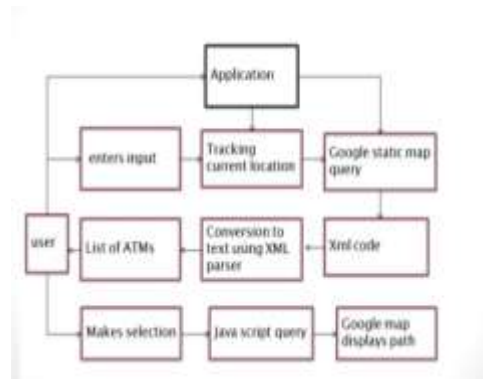 Application
enters input
Tracking
current location
Google static map
query
user
List of ATMs
Conversion to
text using XML
parser
Xml code
Makes selection
Java script query
Google map
displays path